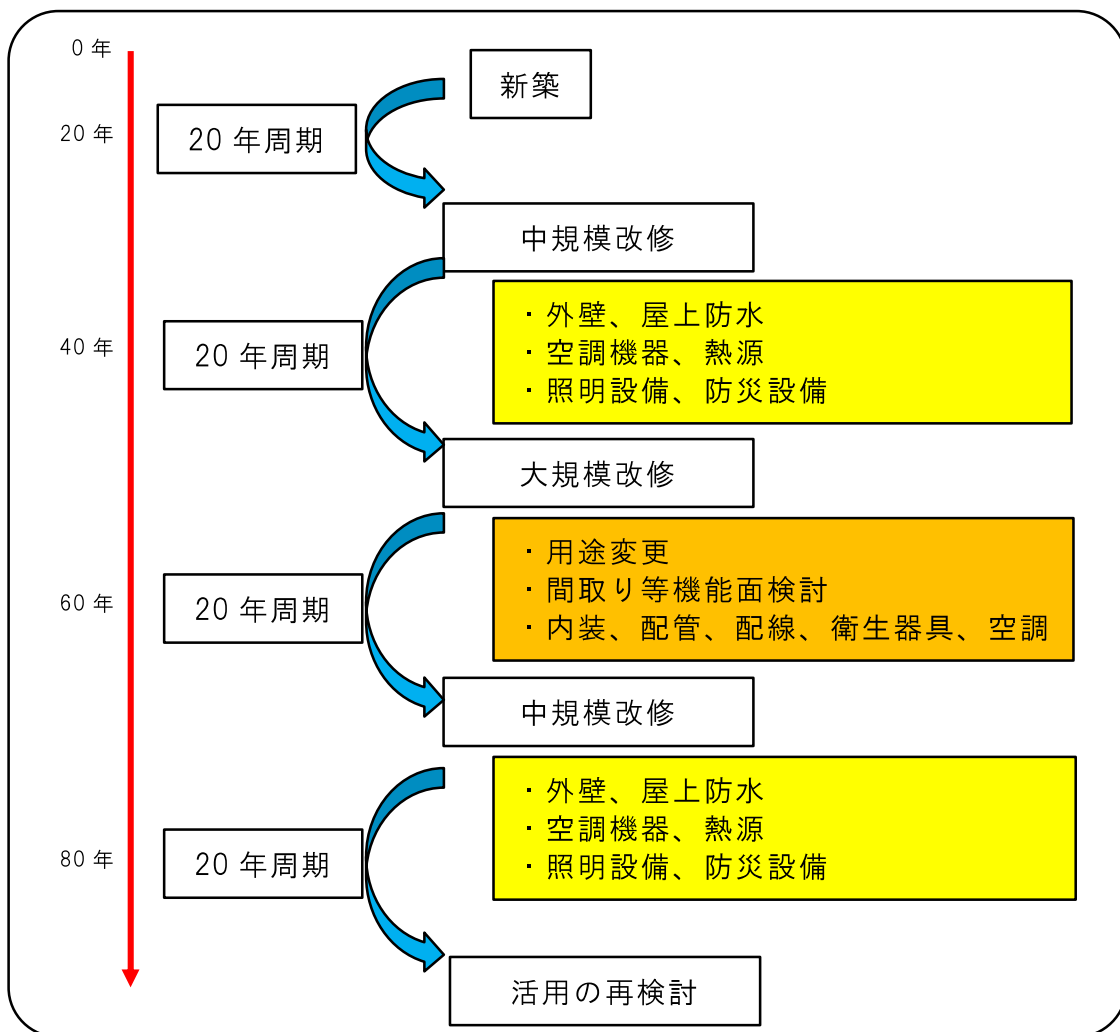 0 年
新築
20 年
20 年周期
中規模改修
・外壁、屋上防水
・空調機器、熱源
・照明設備、防災設備
40 年
20 年周期
大規模改修
・用途変更
・間取り等機能面検討
・内装、配管、配線、衛生器具、空調
60 年
20 年周期
中規模改修
・外壁、屋上防水
・空調機器、熱源
・照明設備、防災設備
80 年
20 年周期
活用の再検討